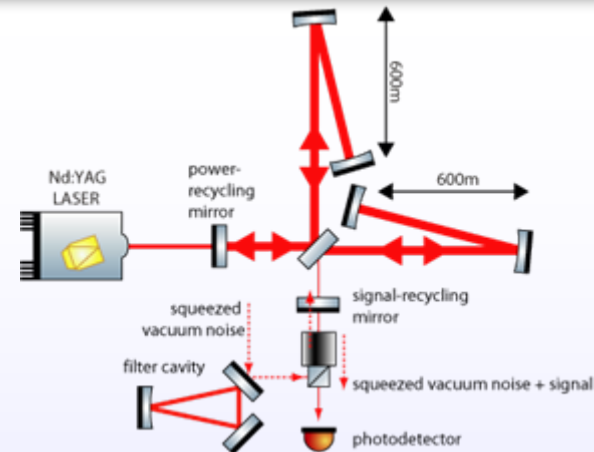 600m
Nd:YAG
LASER
power-
recycling
mirror
600m
signal-recycling
mirror
squeezed
vacuum noise
filter cavity
squeezed vacuum noise + signal
photodetector